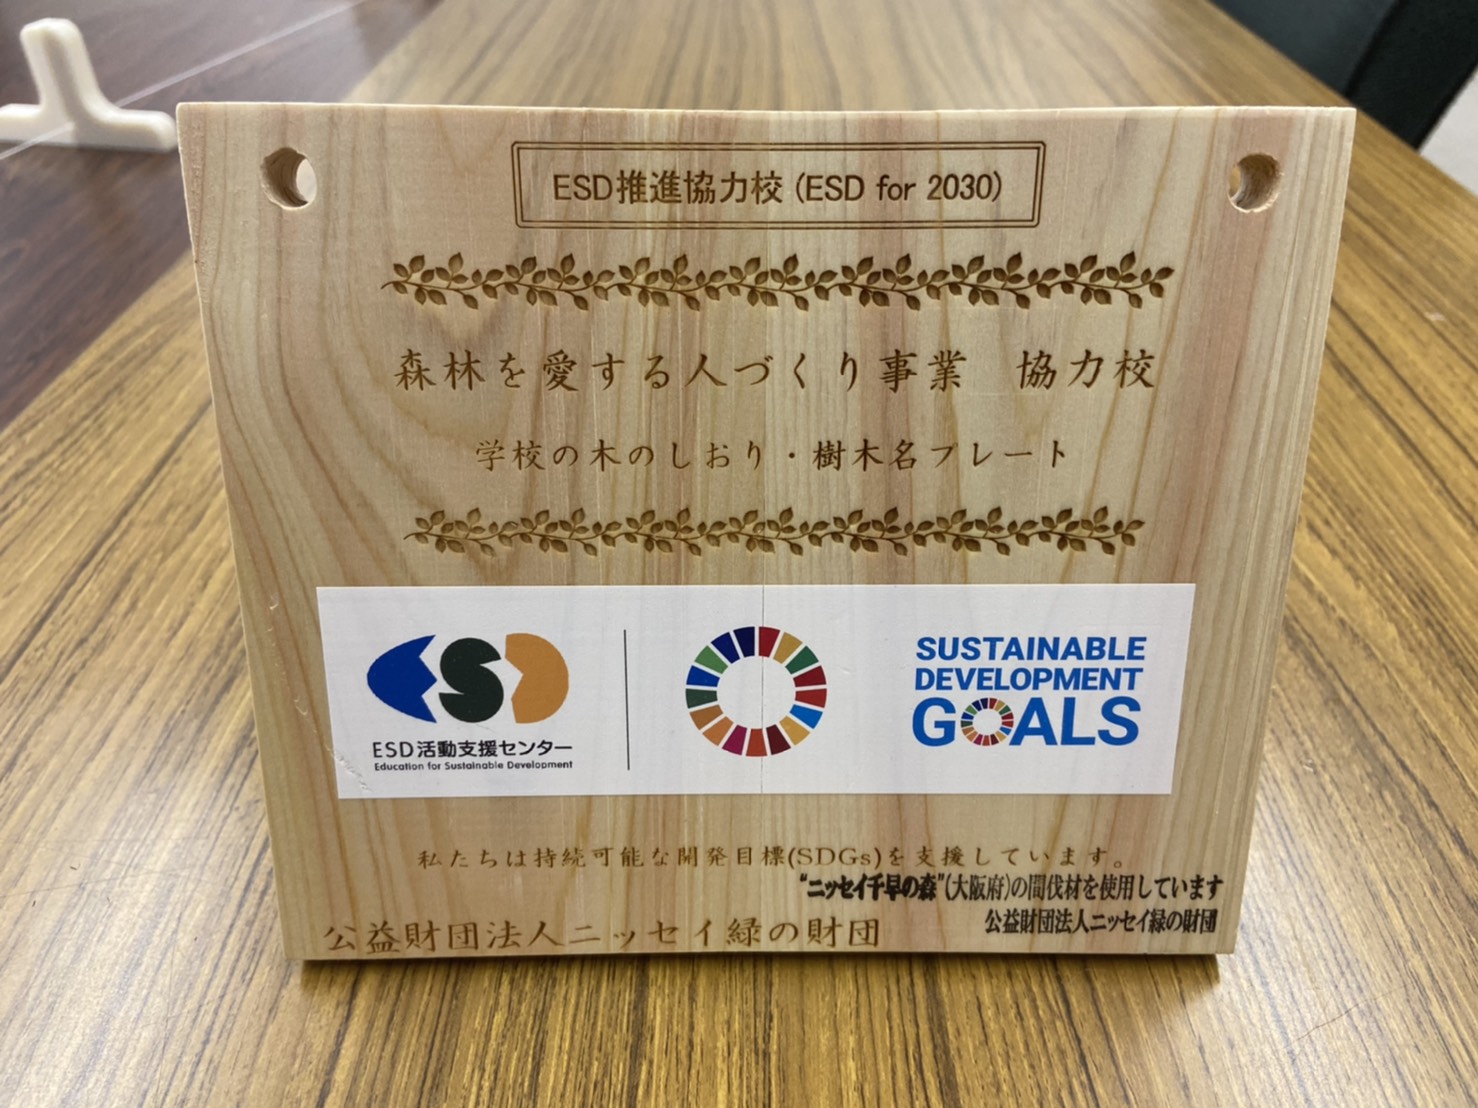 ESD推進協力校 (ESD for 2030)
森林を愛する人づくり事業　協力校
学校の木のしおり・樹木名プレート
ESD
ESD活動支援センター
Education for Sustainable Development
SUSTAINABLE
DEVELOPMENT
GOALS
私たちは持続可能な開発目標(SDGs)を支援しています。
“ニッセイ千早の森”(大阪府)の間伐材を使用しています
公益財団法人ニッセイ緑の財団
公益財団法人ニッセイ緑の財団